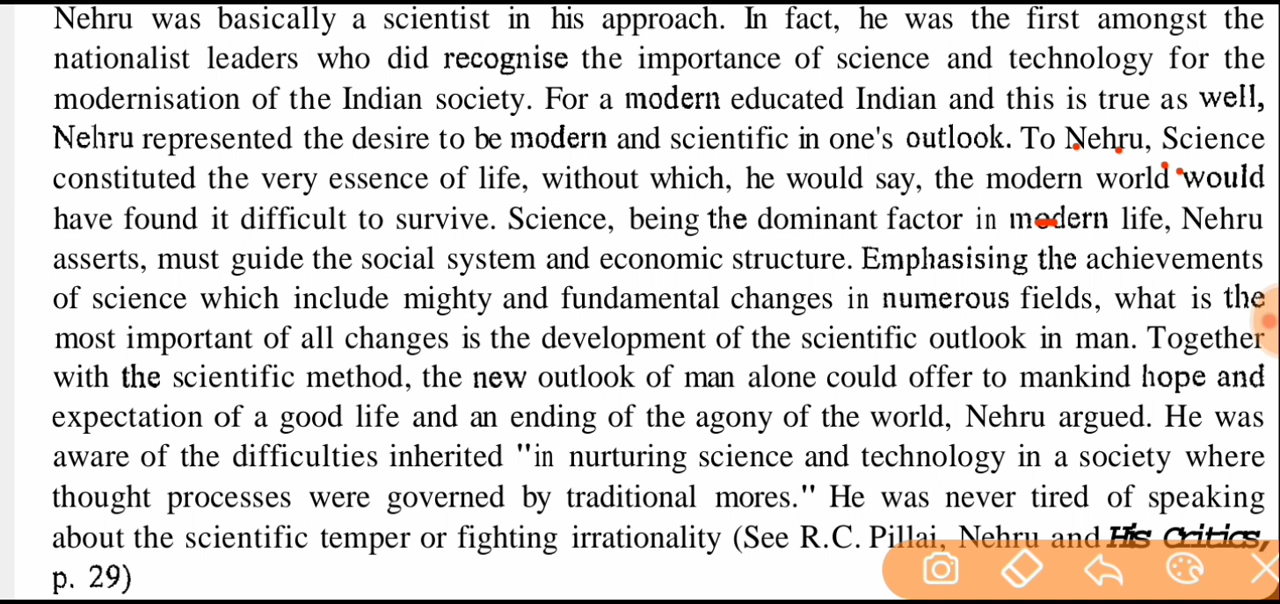 Nehru was basically a scientist in his approach. In fact, he was the first amongst the
nationalist leaders who did recognise the importance of science and technology for the
modernisation of the Indian society. For a modern educated Indian and this is true as well,
Nehru represented the desire to be modern and scientific in one's outlook. To Nehru, Science
constituted the very essence of life, without which, he would say, the modern world would
have found it difficult to survive. Science, being the dominant factor in modern life, Nehru
asserts, must guide the social system and economic structure. Emphasising the achievements
of science which include mighty and fundamental changes in numerous fields, what is the
most important of all changes is the development of the scientific outlook in man. Together
with the scientific method, the new outlook of man alone could offer to mankind hope and
expectation of a good life and an ending of the agony of the world, Nehru argued. He was
aware of the difficulties inherited "in nurturing science and technology in a society where
thought processes were governed by traditional mores." He was never tired of speaking
about the scientific temper or fighting irrationality (See R.C. Pillai, Nehru and His Critics,
p. 29)